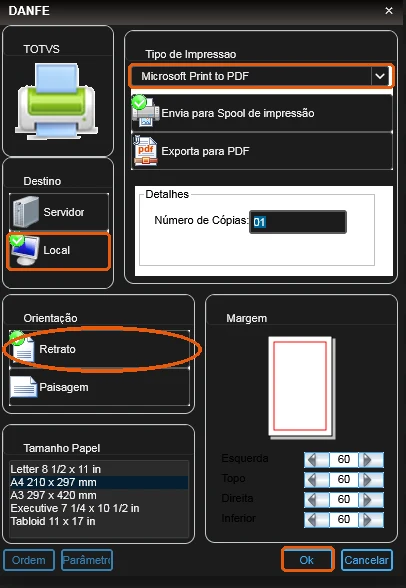 DANFE
TOTVS
Tipo de Impressao
Microsoft Print to PDF
Envia para Spool de impressão
Exporta para PDF
Destino
Servidor
Local
Detalhes
Número de Cópias:
01
Orientação
Retrato
Paisagem
Margem
Esquerda 60
Topo 60
Direita 60
Inferior 60
Tamanho Papel
Letter 8 1/2 x 11 in
A4 210 x 297 mm
A3 297 x 420 mm
Executive 7 1/4 x 10 1/2 in
Tabloid 11 x 17 in
Ordem
Parâmetro
Ok
Cancelar